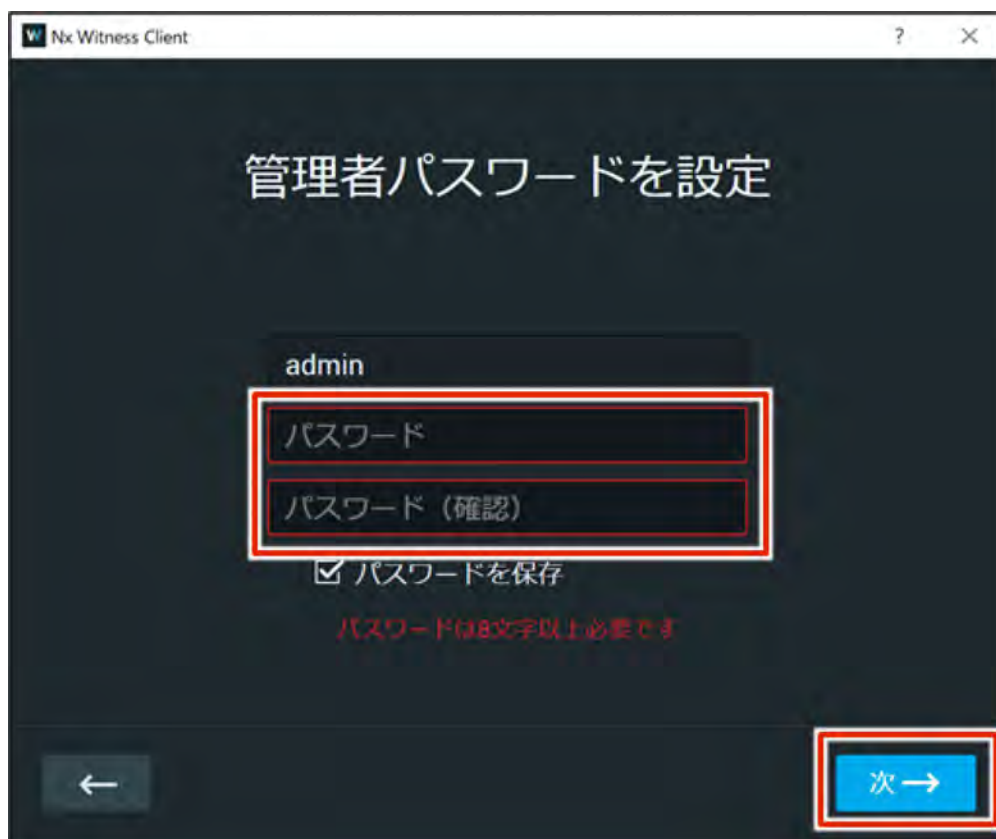 Nx Witness Client
管理者パスワードを設定
admin
パスワード
パスワード（確認）
パスワードを保存
パスワードは8文字以上必要です
次→